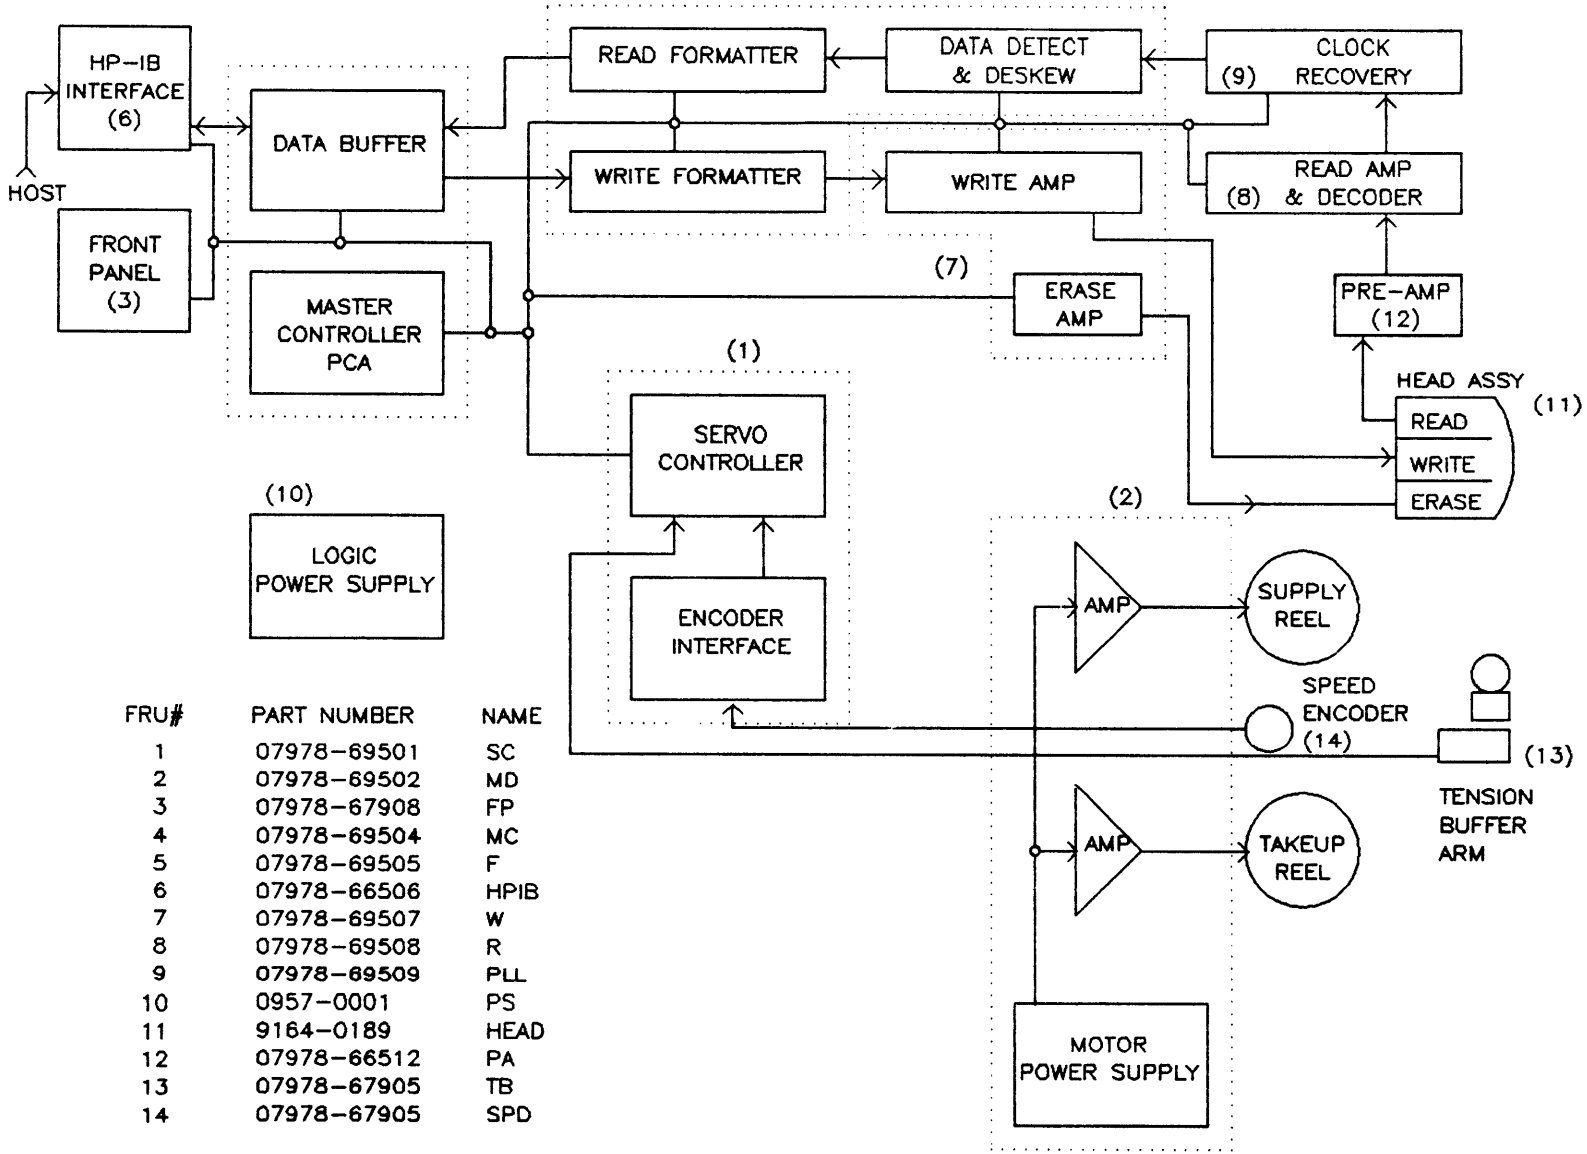 HP-IB
INTERFACE
(6)
HOST
FRONT
PANEL
(3)
DATA BUFFER
MASTER
CONTROLLER
PCA
READ FORMATTER
DATA DETECT
& DESKEW
CLOCK
(9) RECOVERY
WRITE FORMATTER
WRITE AMP
READ AMP
(8) & DECODER
(7)
ERASE
AMP
PRE-AMP
(12)
HEAD ASSY
(11)
READ
WRITE
ERASE
(1)
SERVO
CONTROLLER
ENCODER
INTERFACE
(10)
LOGIC
POWER SUPPLY
(2)
AMP
SUPPLY
REEL
SPEED
ENCODER
(14)
(13)
TENSION
BUFFER
ARM
AMP
TAKEUP
REEL
MOTOR
POWER SUPPLY
FRU# PART NUMBER NAME
1 07978-69501 SC
2 07978-69502 MD
3 07978-67908 FP
4 07978-69504 MC
5 07978-69505 F
6 07978-66506 HPIB
7 07978-69507 W
8 07978-69508 R
9 07978-69509 PLL
10 0957-0001 PS
11 9164-0189 HEAD
12 07978-66512 PA
13 07978-67905 TB
14 07978-67905 SPD